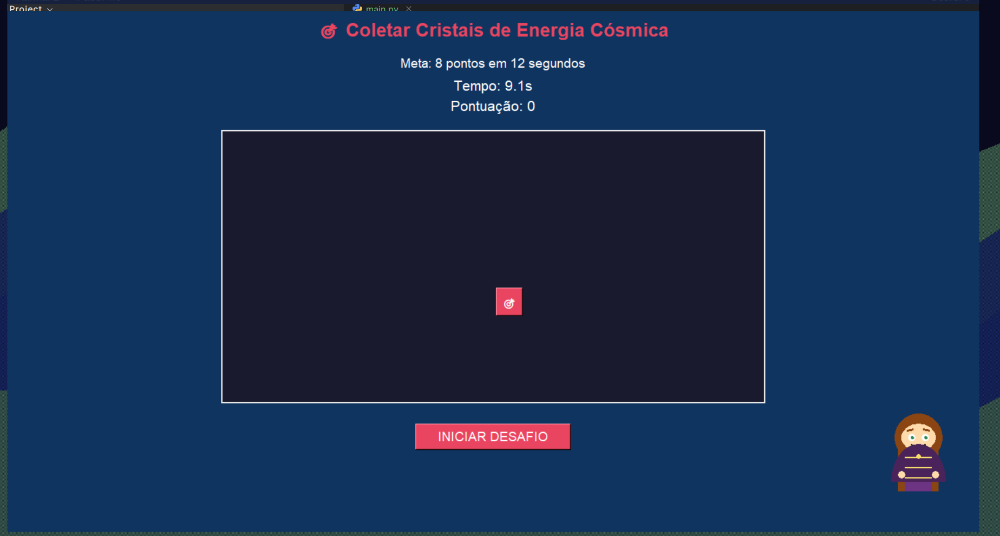 Project
main.py
Coletar Cristais de Energia Cósmica
Meta: 8 pontos em 12 segundos
Tempo: 9.1s
Pontuação: 0
INICIAR DESAFIO